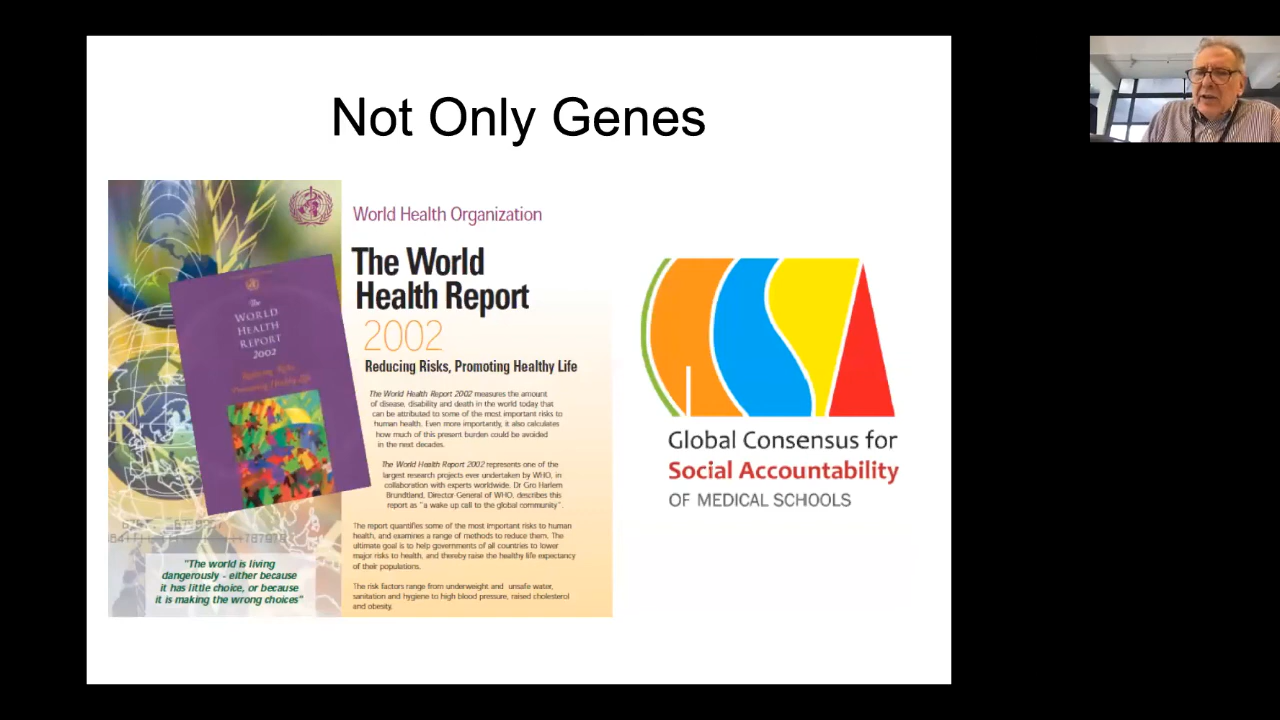 Not Only Genes
World Health Organization
The World
Health Report
2002
Reducing Risks, Promoting Healthy Life
The World Health Report 2002 measures the amount
of disease, disability and death in the world today that
can be attributed to some of the most important risks to
human health. Even more importantly, it also calculates
how much of this present burden could be avoided
in the next decades.
The World Health Report 2002 represents one of the
largest research projects ever undertaken by WHO, in
collaboration with experts worldwide. Dr Gro Harlem
Brundtland, Director General of WHO, describes this
report as "a wake up call to the global community".
The report quantifies some of the most important risks to human
health, and examines a range of methods to reduce them. The
ultimate goal is to help governments of all countries to lower
major risks to health, and thereby raise the healthy life expectancy
of their populations.
The risk factors range from underweight and unsafe water,
sanitation and hygiene to high blood pressure, raised cholesterol
and obesity.
The
WORLD
HEALTH
REPORT
2002
Reducing Risks,
Promoting Healthy Life
"The world is living
dangerously - either because
it has little choice, or because
it is making the wrong choices"
Global Consensus for
Social Accountability
OF MEDICAL SCHOOLS